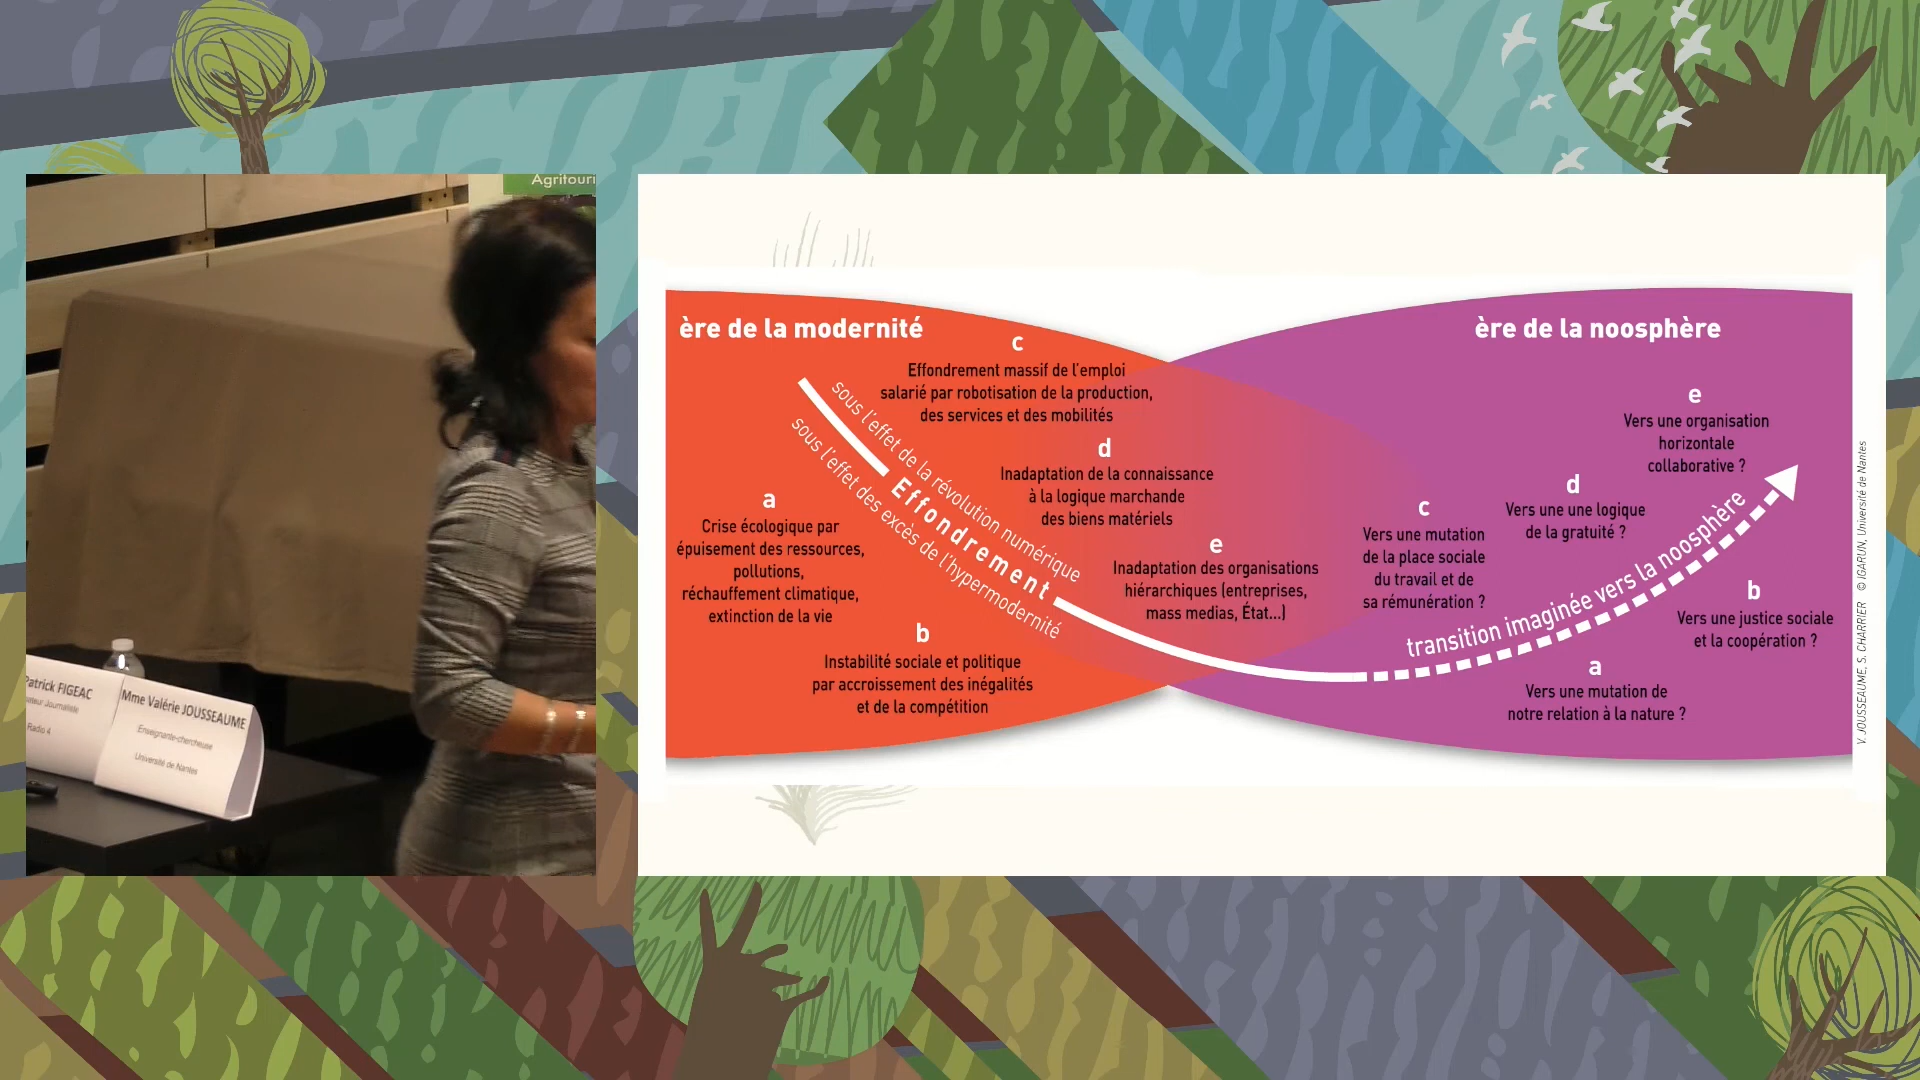 Agritouri
Patrick FIGEAC
Radio 4
Mme Valérie JOUSSEAUME
Enseignante-chercheuse
Université de Nantes
ère de la modernité
ère de la noosphère
c
Effondrement massif de l'emploi
salarié par robotisation de la production,
des services et des mobilités
d
Inadaptation de la connaissance
à la logique marchande
des biens matériels
e
Inadaptation des organisations
hiérarchiques (entreprises,
mass medias, État...)
sous l'effet de la révolution numérique
Effondrement
sous l'effet des excès de l'hypermodernité
a
Crise écologique par
épuisement des ressources,
pollutions,
réchauffement climatique,
extinction de la vie
b
Instabilité sociale et politique
par accroissement des inégalités
et de la compétition
e
Vers une organisation
horizontale
collaborative ?
d
Vers une une logique
de la gratuité ?
c
Vers une mutation
de la place sociale
du travail et de
sa rémunération ?
transition imaginée vers la noosphère
b
Vers une justice sociale
et la coopération ?
a
Vers une mutation de
notre relation à la nature ?
V. JOUSSEAUME, S. CHARRIER © IGARUN, Université de Nantes